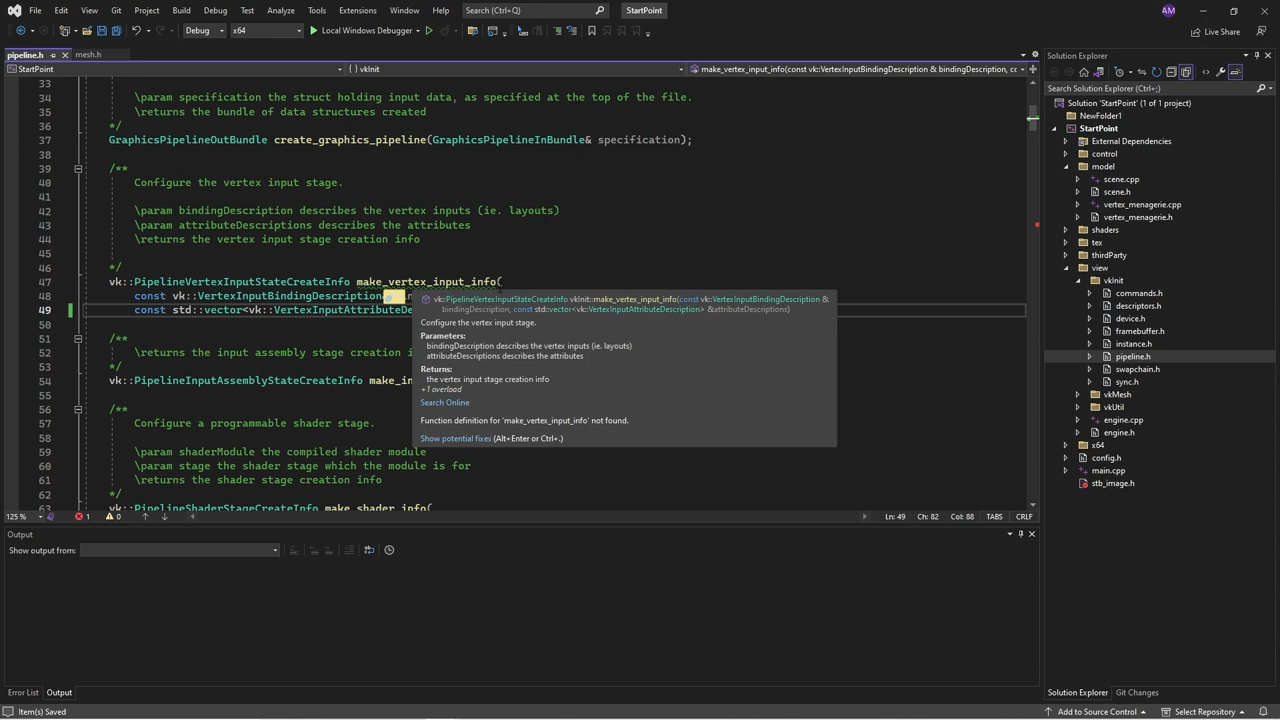 File Edit View Git Project Build Debug Test Analyze Tools Extensions Window Help Search (Ctrl+Q) StartPoint AM
Debug x64 Local Windows Debugger Live Share
pipeline.h mesh.h
StartPoint vkInit make_vertex_input_info(const vk::VertexInputBindingDescription & bindingDescription, cc
33
34 \param specification the struct holding input data, as specified at the top of the file.
35 \returns the bundle of data structures created
36 */
37 GraphicsPipelineOutBundle create_graphics_pipeline(GraphicsPipelineInBundle& specification);
38
39 /**
40 Configure the vertex input stage.
41
42 \param bindingDescription describes the vertex inputs (ie. layouts)
43 \param attributeDescriptions describes the attributes
44 \returns the vertex input stage creation info
45
46 */
47 vk::PipelineVertexInputStateCreateInfo make_vertex_input_info(
48 const vk::VertexInputBindingDescription
49 const std::vector<vk::VertexInputAttributeDe
50
51 /**
52 \returns the input assembly stage creation i
53 */
54 vk::PipelineInputAssemblyStateCreateInfo make_in
55
56 /**
57 Configure a programmable shader stage.
58
59 \param shaderModule the compiled shader module
60 \param stage the shader stage which the module is for
61 \returns the shader stage creation info
62 */
63 vk::PipelineShaderStageCreateInfo make_shader_info(
vk::PipelineVertexInputStateCreateInfo vkInit::make_vertex_input_info(const vk::VertexInputBindingDescription &
bindingDescription, const std::vector<vk::VertexInputAttributeDescription> &attributeDescriptions)
Configure the vertex input stage.
Parameters:
bindingDescription describes the vertex inputs (ie. layouts)
attributeDescriptions describes the attributes
Returns:
the vertex input stage creation info
+1 overload
Search Online
Function definition for 'make_vertex_input_info' not found.
Show potential fixes (Alt+Enter or Ctrl+.)
125 % 1 0 Ln: 49 Ch: 82 Col: 88 TABS CRLF
Output
Show output from:
Error List Output
Item(s) Saved
Solution Explorer
Search Solution Explorer (Ctrl+;)
Solution 'StartPoint' (1 of 1 project)
NewFolder1
StartPoint
External Dependencies
control
model
scene.cpp
scene.h
vertex_menagerie.cpp
vertex_menagerie.h
shaders
tex
thirdParty
view
vkInit
commands.h
descriptors.h
device.h
framebuffer.h
instance.h
pipeline.h
swapchain.h
sync.h
vkMesh
vkUtil
engine.cpp
engine.h
x64
config.h
main.cpp
stb_image.h
Solution Explorer Git Changes
Add to Source Control Select Repository